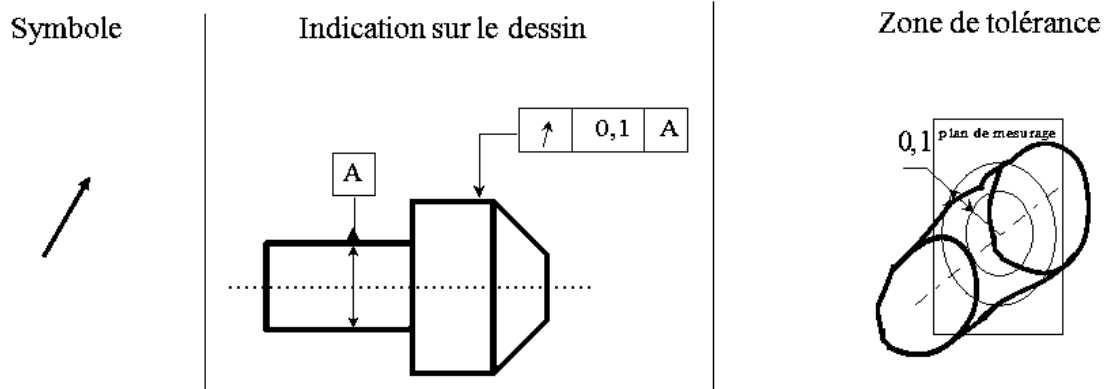 Symbole
Indication sur le dessin
Zone de tolérance
0,1 A
A
0,1
plan de mesurage